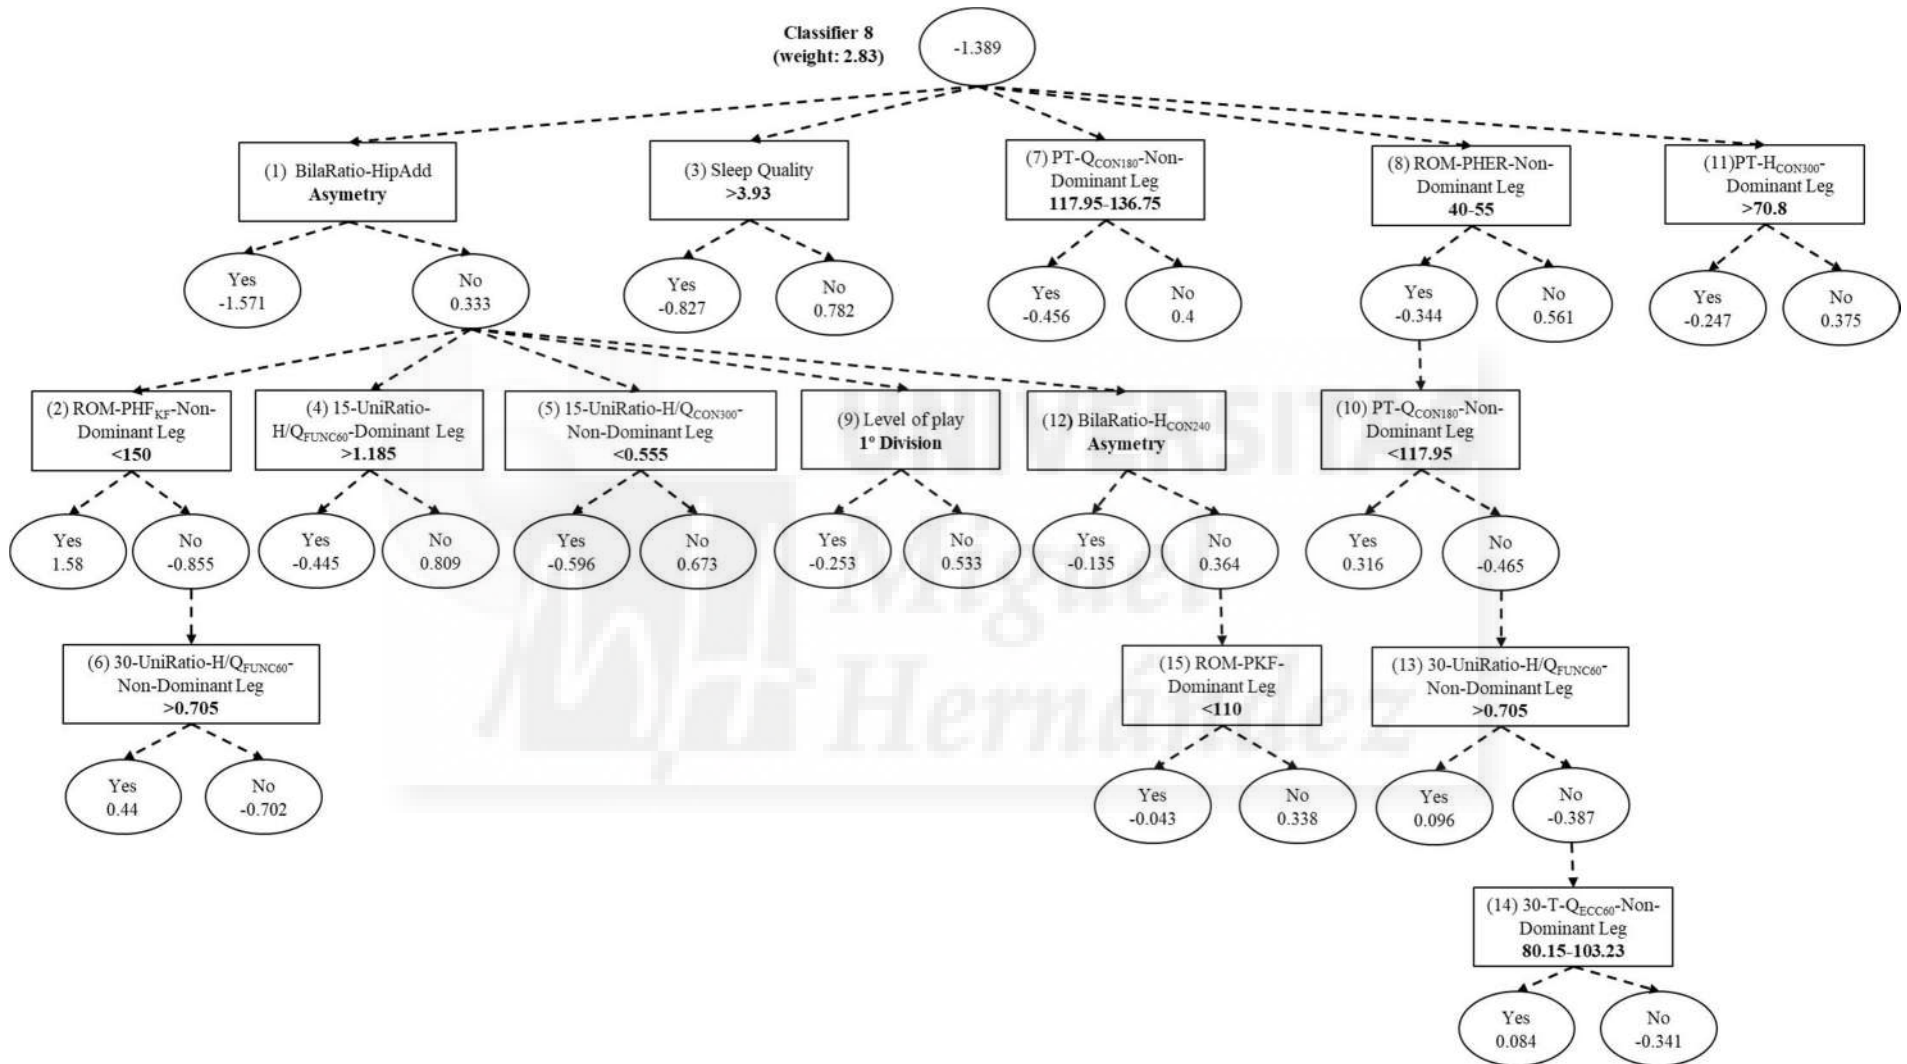 Classifier 8
(weight: 2.83)
-1.389
(1) BilaRatio-HipAdd
Asymetry
(3) Sleep Quality
>3.93
(7) PT-QCON180-Non-
Dominant Leg
117.95-136.75
(8) ROM-PHER-Non-
Dominant Leg
40-55
(11)PT-HCON300-
Dominant Leg
>70.8
Yes
-1.571
No
0.333
Yes
-0.827
No
0.782
Yes
-0.456
No
0.4
Yes
-0.344
No
0.561
Yes
-0.247
No
0.375
(2) ROM-PHFKF-Non-
Dominant Leg
<150
(4) 15-UniRatio-
H/QFUNC60-Dominant Leg
>1.185
(5) 15-UniRatio-H/QCON300-
Non-Dominant Leg
<0.555
(9) Level of play
1º Division
(12) BilaRatio-HCON240
Asymetry
(10) PT-QCON180-Non-
Dominant Leg
<117.95
Yes
1.58
No
-0.855
Yes
-0.445
No
0.809
Yes
-0.596
No
0.673
Yes
-0.253
No
0.533
Yes
-0.135
No
0.364
Yes
0.316
No
-0.465
(6) 30-UniRatio-H/QFUNC60-
Non-Dominant Leg
>0.705
(15) ROM-PKF-
Dominant Leg
<110
(13) 30-UniRatio-H/QFUNC60-
Non-Dominant Leg
>0.705
Yes
0.44
No
-0.702
Yes
-0.043
No
0.338
Yes
0.096
No
-0.387
(14) 30-T-QECC60-Non-
Dominant Leg
80.15-103.23
Yes
0.084
No
-0.341
UNIVERSITAS
Miguel
Hernández